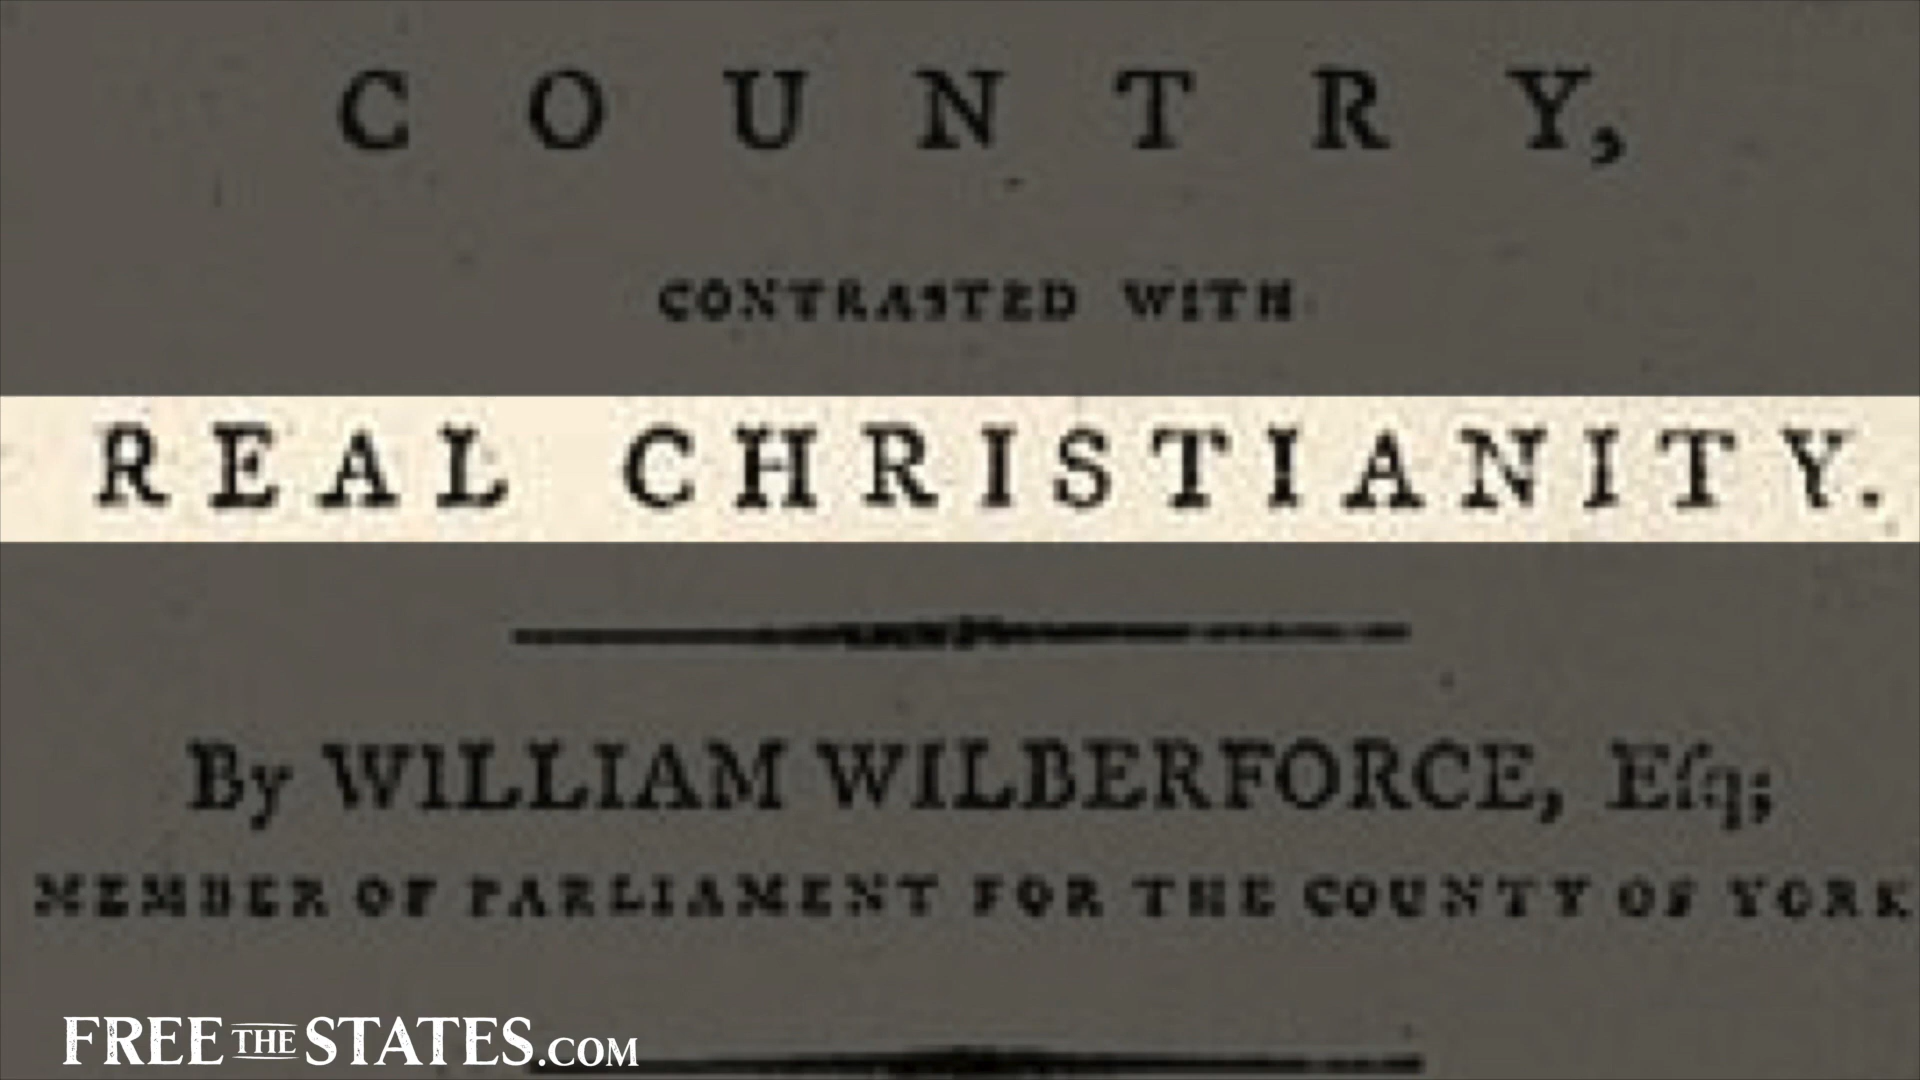 COUNTRY,
CONTRASTED WITH
REAL CHRISTIANITY.
By WILLIAM WILBERFORCE, Eſq;
MEMBER OF PARLIAMENT FOR THE COUNTY OF YORK
FREE THE STATES.COM